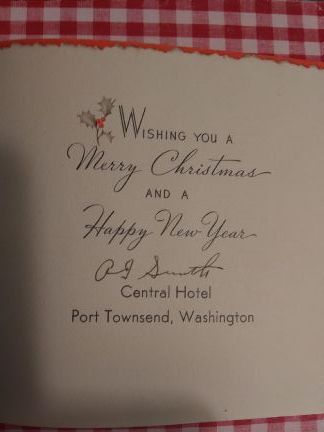 WISHING YOU A
Merry Christmas
AND A
Happy New Year
A J Smith
Central Hotel
Port Townsend, Washington